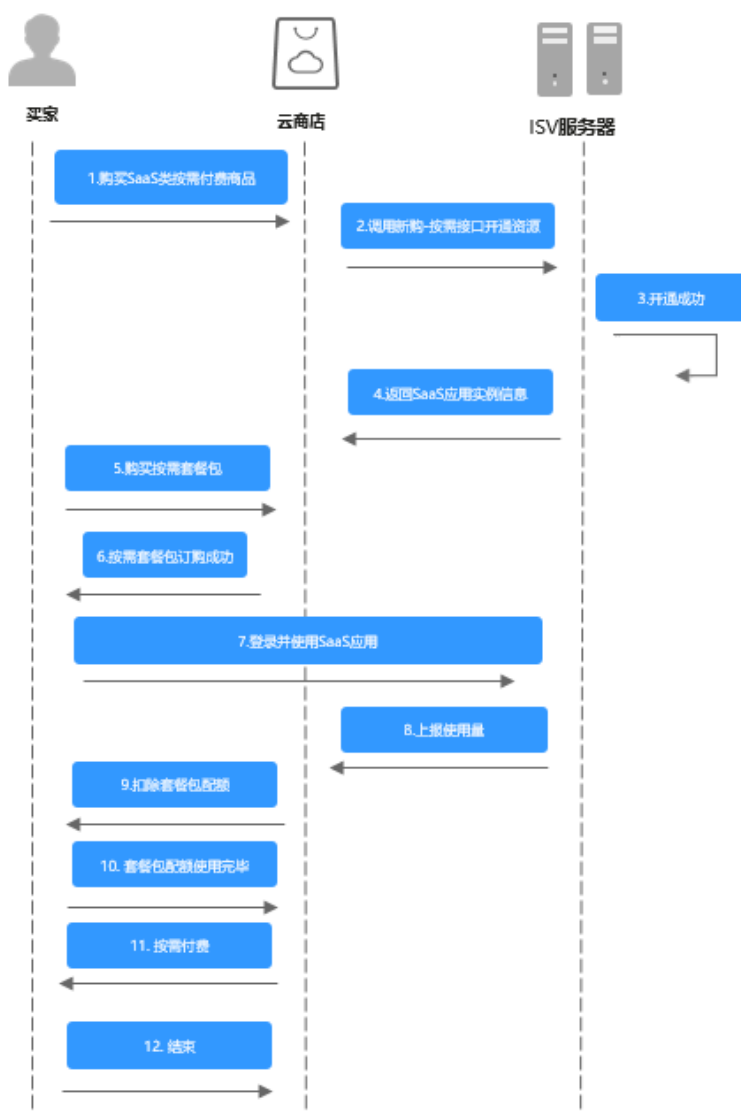 买家
云商店
ISV服务器
1.购买SaaS类按需付费商品
2.调用新购-按需接口开通资源
3.开通成功
4.返回SaaS应用实例信息
5.购买按需套餐包
6.按需套餐包订购成功
7.登录并使用SaaS应用
8.上报使用量
9.扣除套餐包配额
10. 套餐包配额使用完毕
11. 按需付费
12. 结束